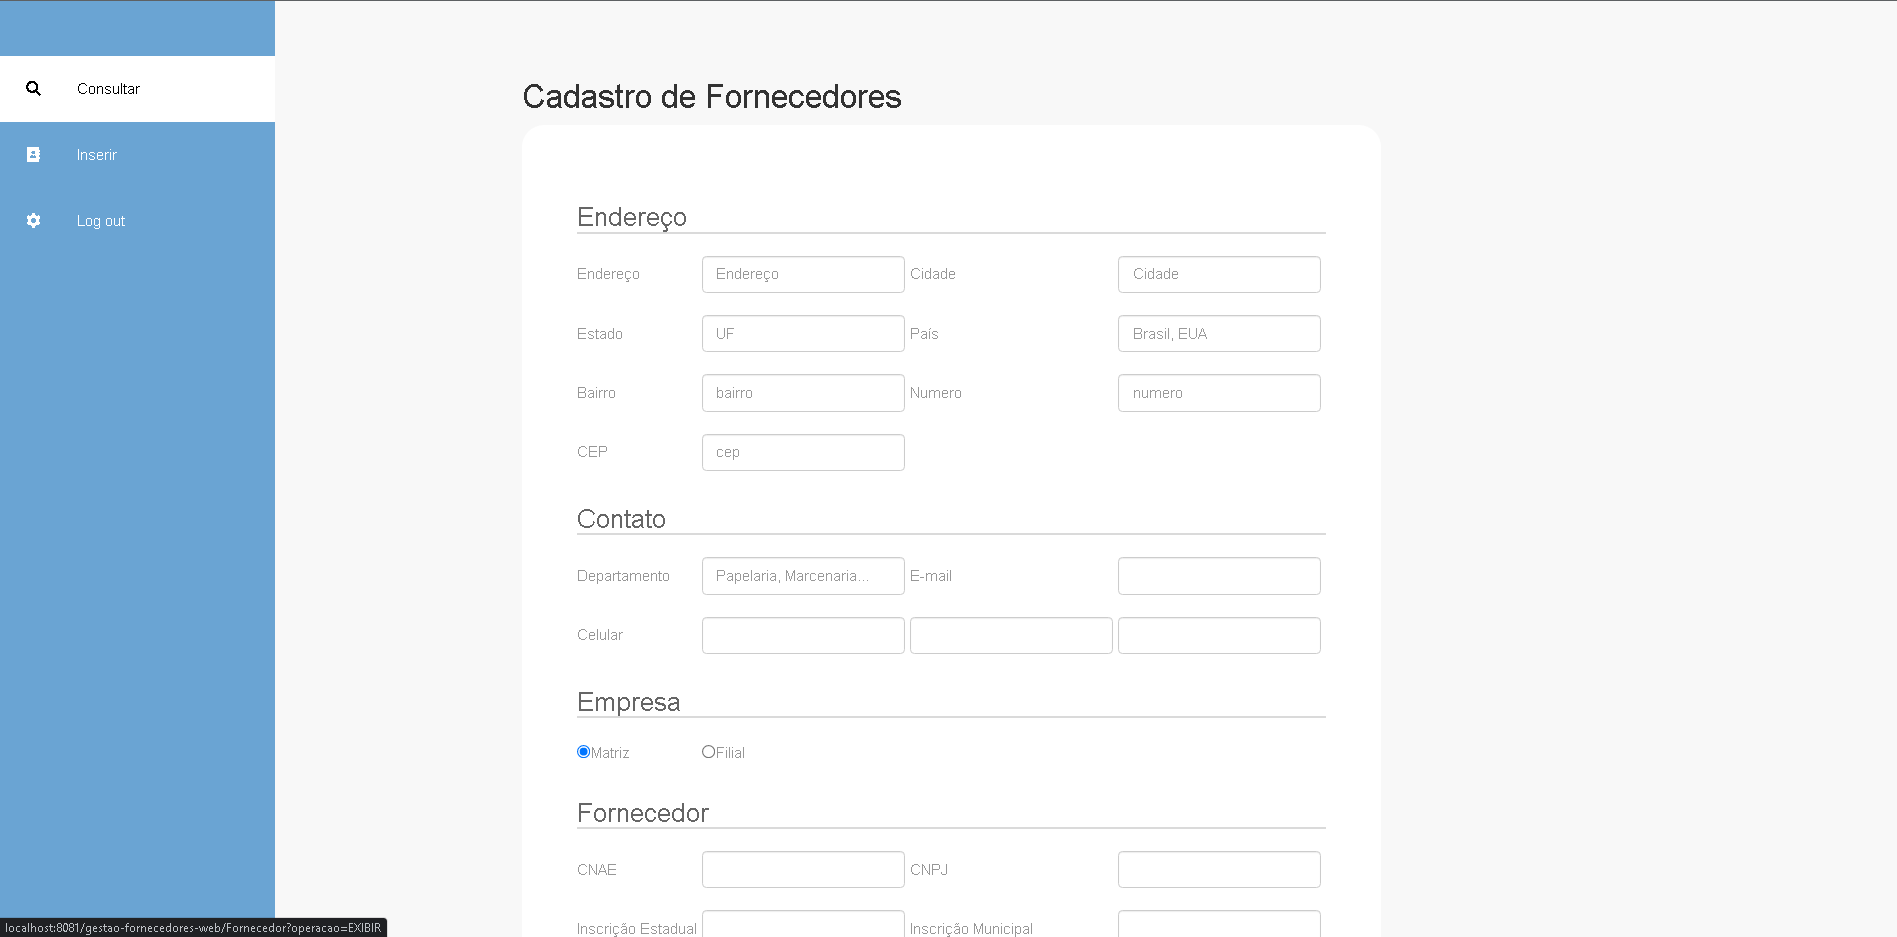 Consultar
Inserir
Log out
Cadastro de Fornecedores
Endereço
Endereço Endereço Cidade Cidade
Estado UF País Brasil, EUA
Bairro bairro Numero numero
CEP cep
Contato
Departamento Papelaria, Marcenaria... E-mail
Celular
Empresa
Matriz Filial
Fornecedor
CNAE CNPJ
Inscrição Estadual Inscrição Municipal
localhost:8081/gestao-fornecedores-web/Fornecedor?operacao=EXIBIR